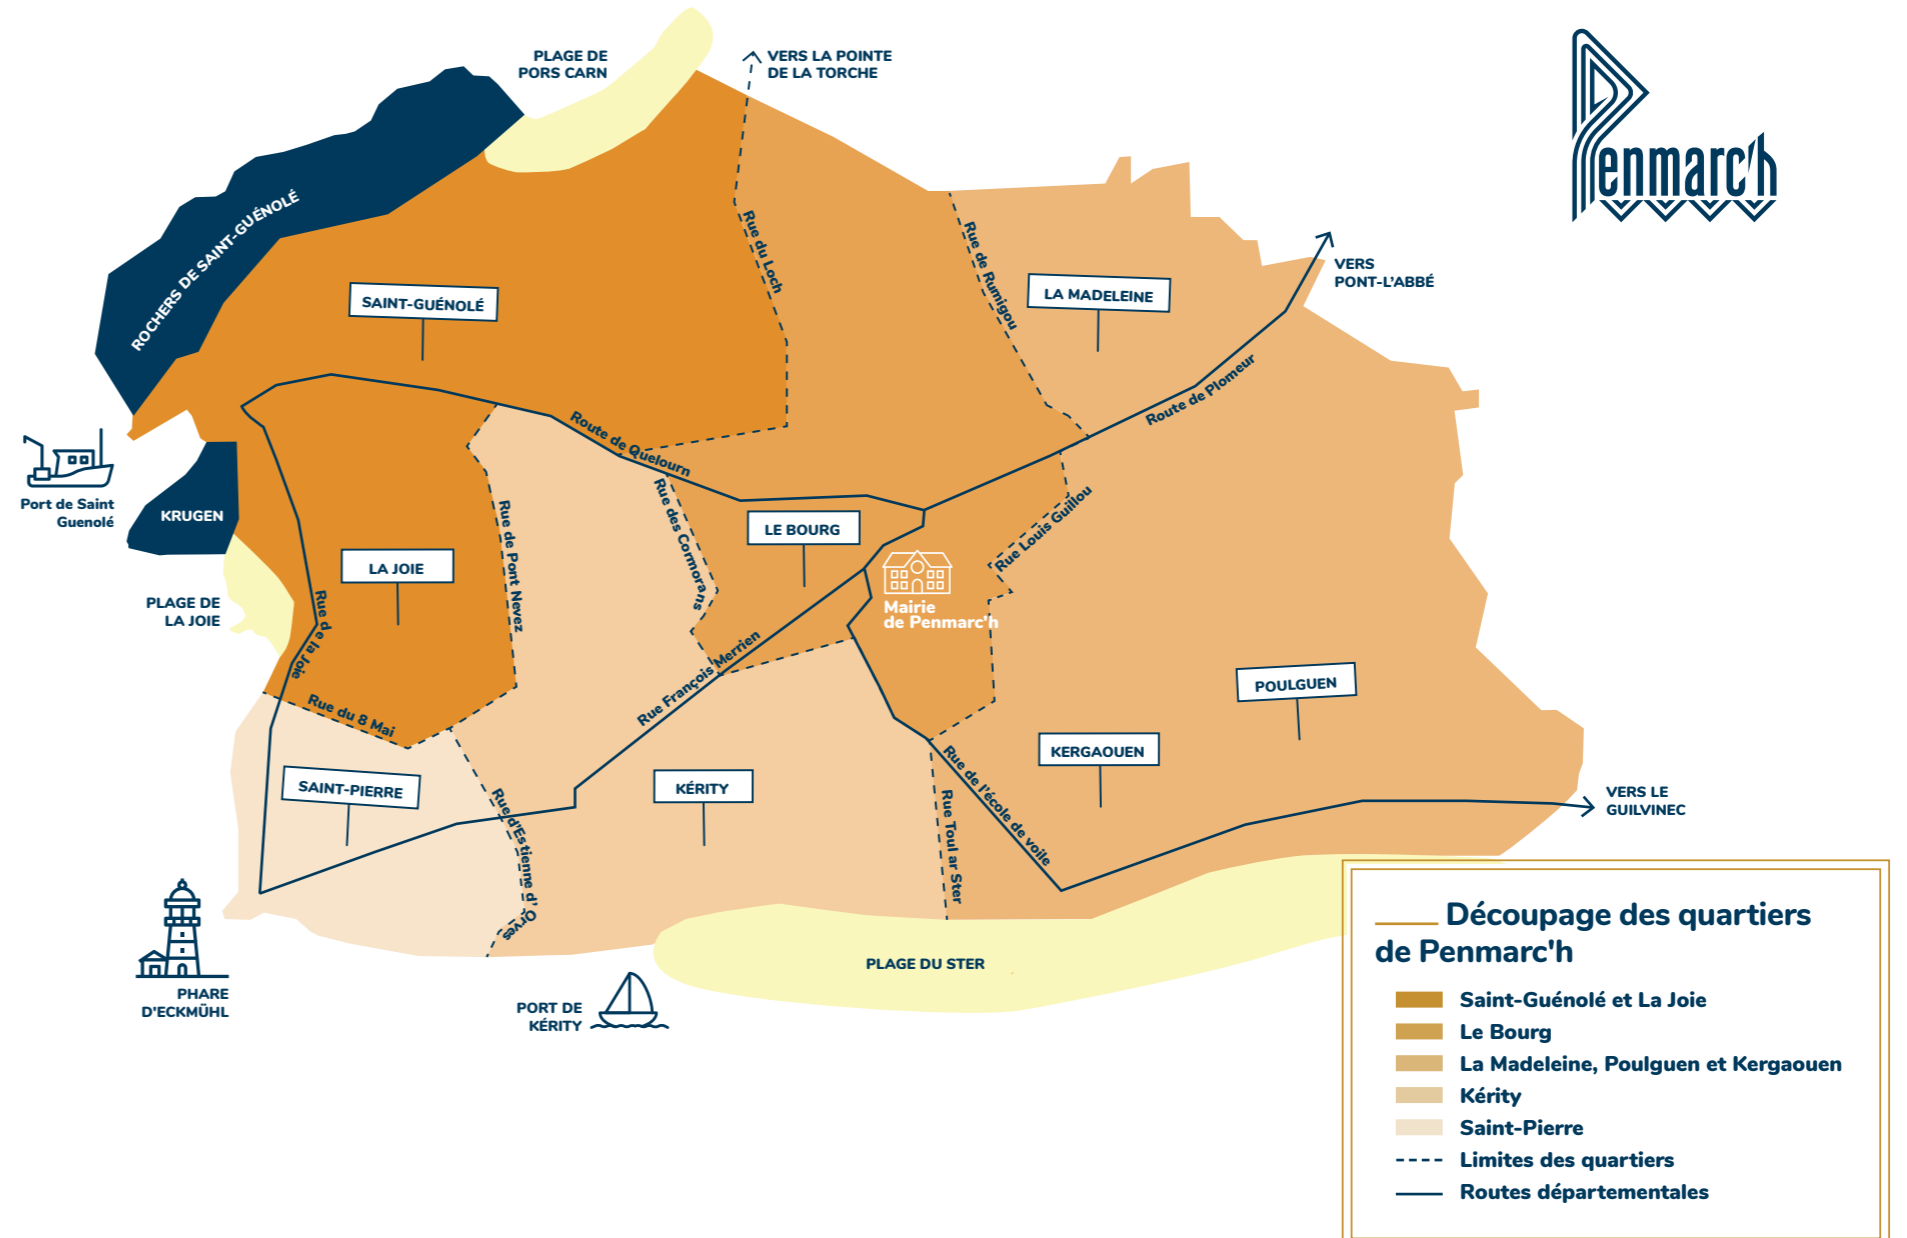 PLAGE DE
PORS CARN
VERS LA POINTE
DE LA TORCHE
Penmarc'h
ROCHERS DE SAINT-GUÉNOLÉ
Rue du Loch
Rue de Rumigou
SAINT-GUÉNOLÉ
LA MADELEINE
VERS
PONT-L'ABBÉ
Route de Plomeur
Route de Quelourn
Port de Saint
Guenolé
KRUGEN
Rue de Pont Nevez
Rue des Cormorans
LE BOURG
Rue Louis Guillou
LA JOIE
PLAGE DE
LA JOIE
Rue de la Joie
Mairie
de Penmarc'h
Rue François Merrien
Rue du 8 Mai
POULGUEN
KERGAOUEN
SAINT-PIERRE
KÉRITY
Rue d'Estienne d'
Orves
Rue Toul ar Ster
Rue de l'école de voile
VERS LE
GUILVINEC
PHARE
D'ECKMÜHL
PORT DE
KÉRITY
PLAGE DU STER
Découpage des quartiers
de Penmarc'h
Saint-Guénolé et La Joie
Le Bourg
La Madeleine, Poulguen et Kergaouen
Kérity
Saint-Pierre
Limites des quartiers
Routes départementales